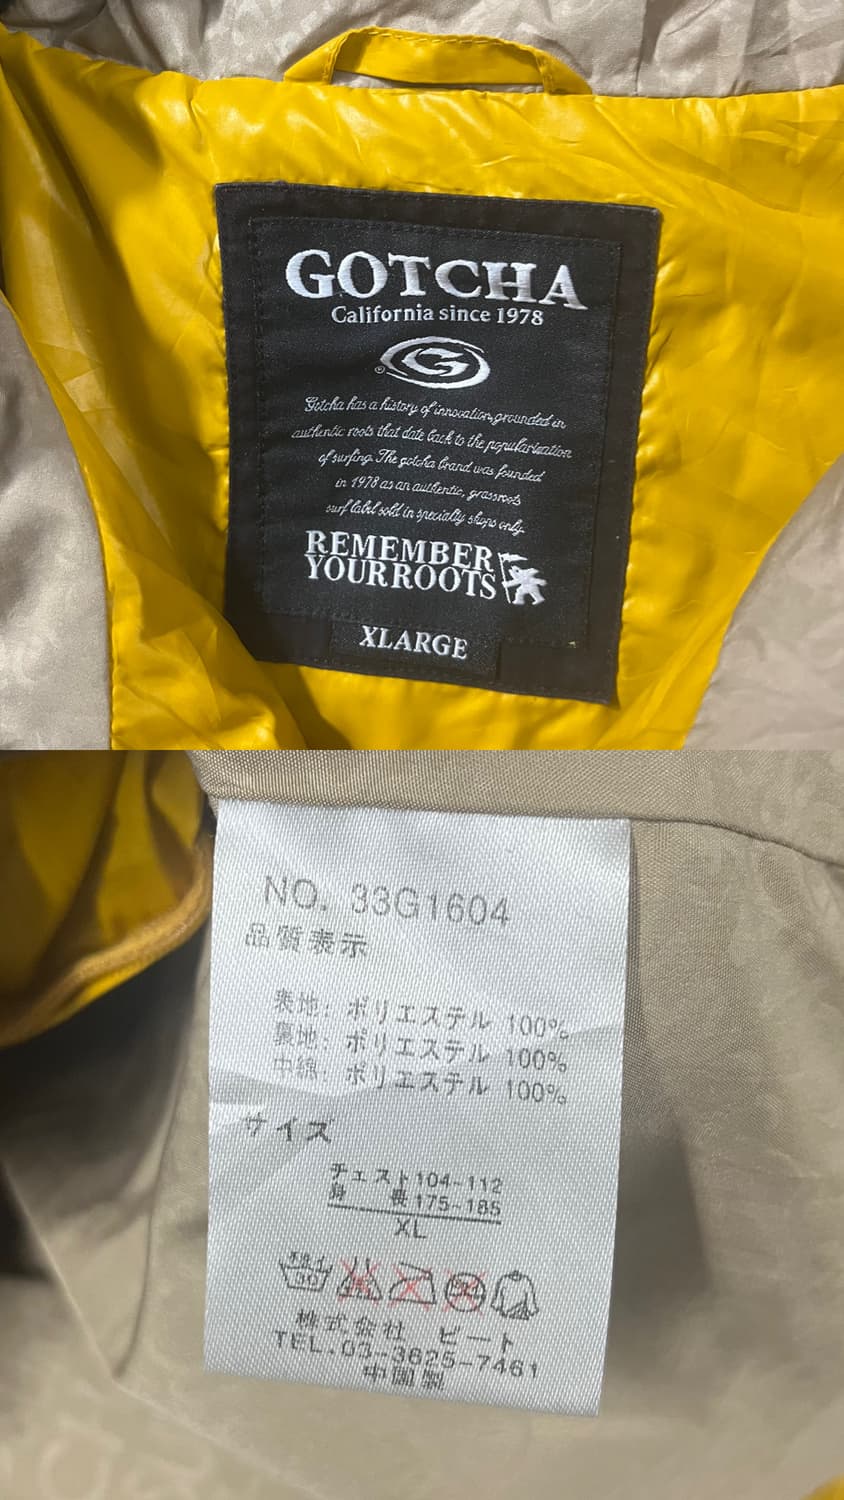 GOTCHA
California since 1978
G
®
Gotcha has a history of innovation, grounded in
authentic roots that date back to the popularization
of surfing. The gotcha brand was founded
in 1978 as an authentic, grassroots
surf label sold in specialty shops only.
REMEMBER
YOUR ROOTS
XLARGE
NO. 33G1604
品質表示
表地: ポリエステル 100%
裏地: ポリエステル 100%
中綿: ポリエステル 100%
サイズ
チェスト104-112
身 長175-185
XL
30
株式会社 ビート
TEL.03-3625-7461
中国製